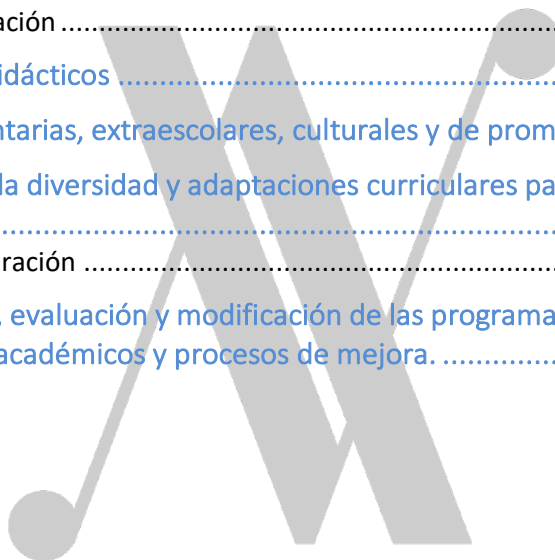 ación ...............................................................
idácticos .......................................................
ntarias, extraescolares, culturales y de prom
la diversidad y adaptaciones curriculares pa
.......................................................................
ración ............................................................
, evaluación y modificación de las programa
académicos y procesos de mejora. ...............